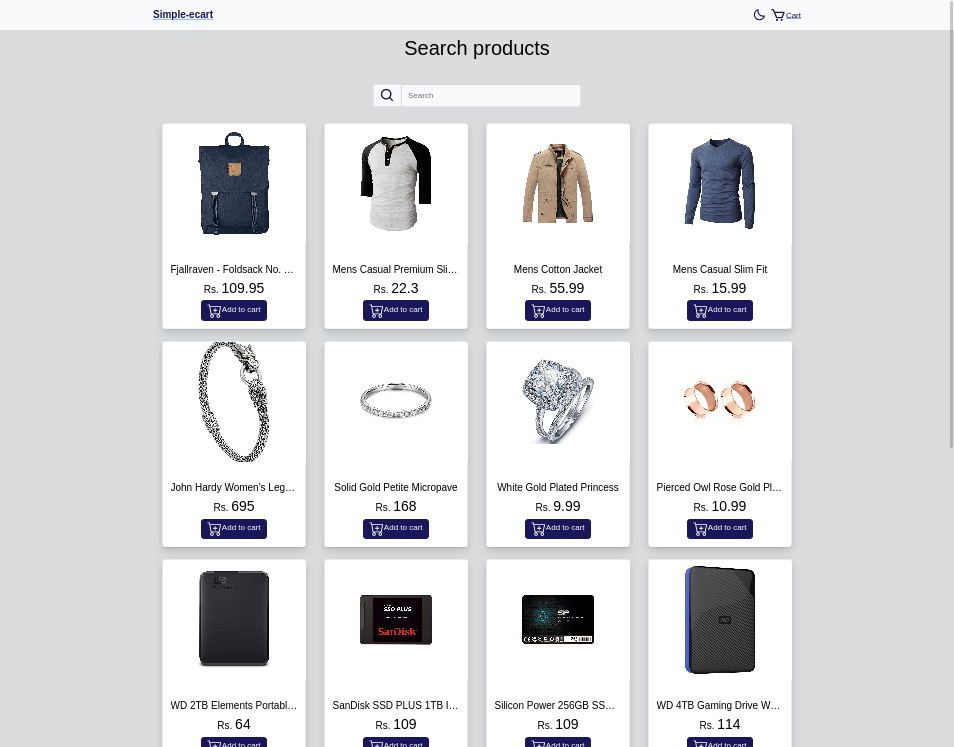 Simple-ecart
Cart
Search products
Search
Fjallraven - Foldsack No. ...
Mens Casual Premium Sli...
Mens Cotton Jacket
Mens Casual Slim Fit
Rs. 109.95
Rs. 22.3
Rs. 55.99
Rs. 15.99
Add to cart
Add to cart
Add to cart
Add to cart
John Hardy Women's Leg...
Solid Gold Petite Micropave
White Gold Plated Princess
Pierced Owl Rose Gold Pl...
Rs. 695
Rs. 168
Rs. 9.99
Rs. 10.99
Add to cart
Add to cart
Add to cart
Add to cart
SSD PLUS
SanDisk
SP
WD
WD 2TB Elements Portabl...
SanDisk SSD PLUS 1TB I...
Silicon Power 256GB SS...
WD 4TB Gaming Drive W...
Rs. 64
Rs. 109
Rs. 109
Rs. 114
Add to cart
Add to cart
Add to cart
Add to cart